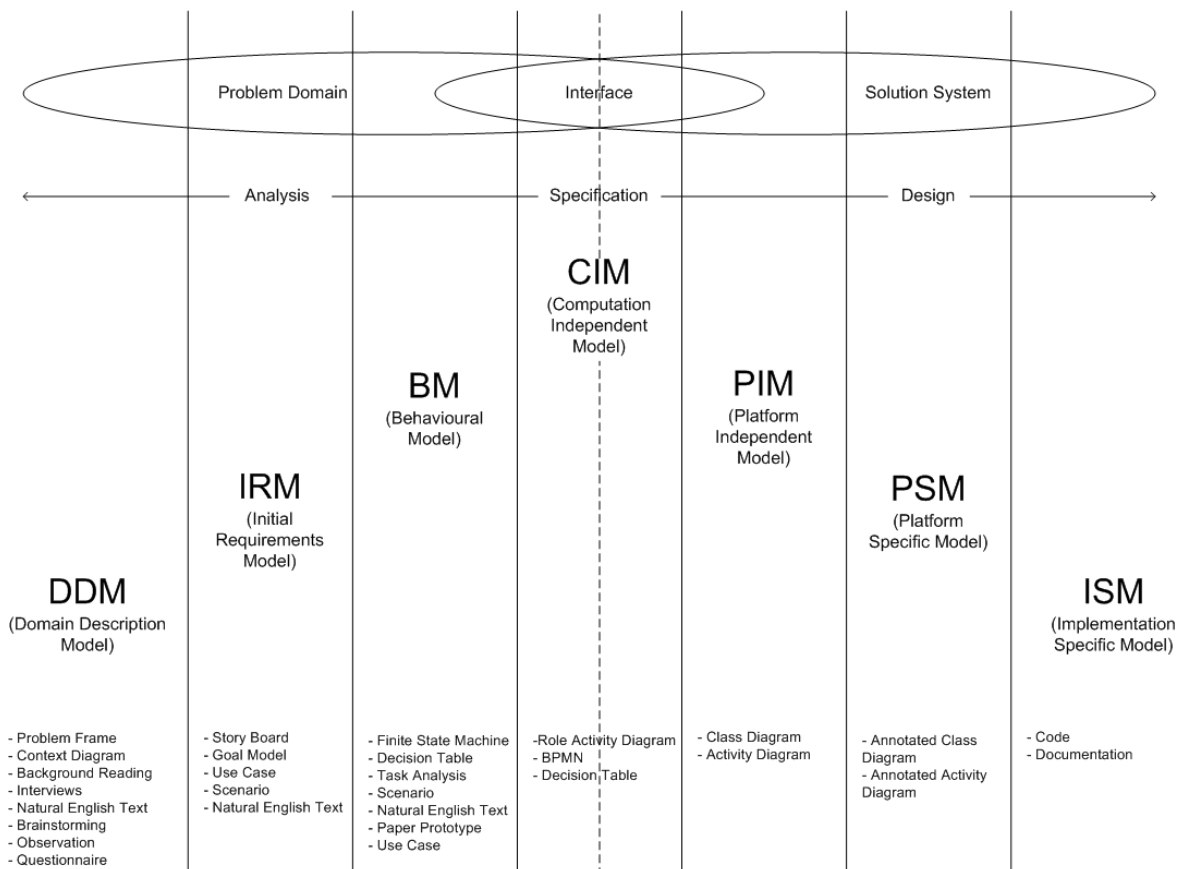 Problem Domain
Interface
Solution System
Analysis
Specification
Design
CIM
(Computation
Independent
Model)
BM
(Behavioural
Model)
PIM
(Platform
Independent
Model)
IRM
(Initial
Requirements
Model)
PSM
(Platform
Specific Model)
DDM
(Domain Description
Model)
ISM
(Implementation
Specific Model)
- Problem Frame
- Context Diagram
- Background Reading
- Interviews
- Natural English Text
- Brainstorming
- Observation
- Questionnaire
- Story Board
- Goal Model
- Use Case
- Scenario
- Natural English Text
- Finite State Machine
- Decision Table
- Task Analysis
- Scenario
- Natural English Text
- Paper Prototype
- Use Case
-Role Activity Diagram
- BPMN
- Decision Table
- Class Diagram
- Activity Diagram
- Annotated Class
Diagram
- Annotated Activity
Diagram
- Code
- Documentation